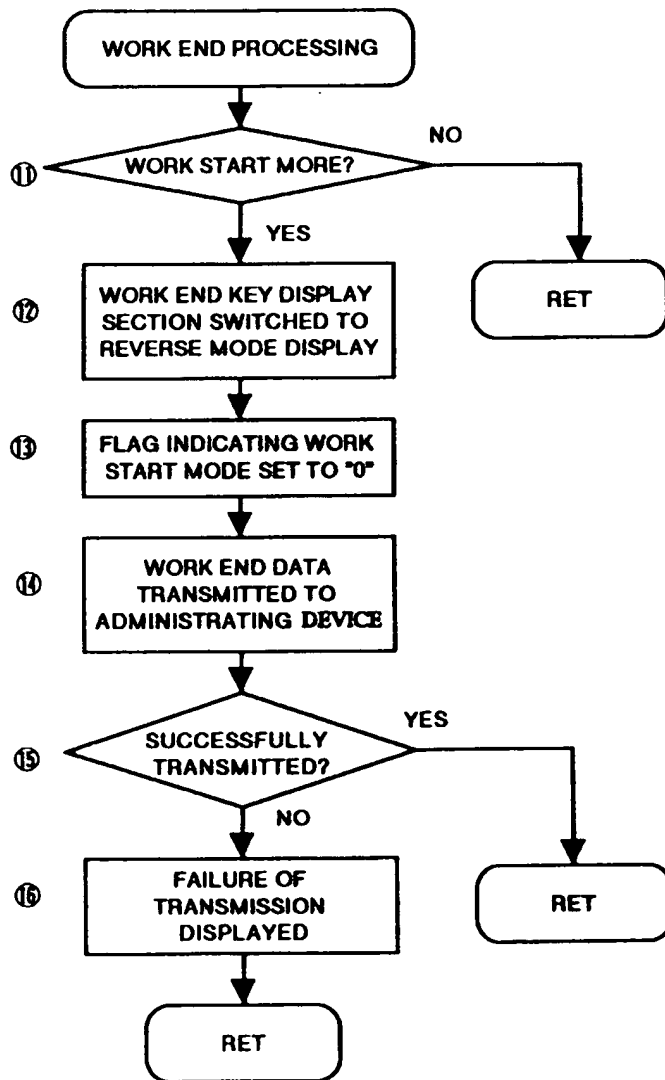 WORK END PROCESSING
⑪
WORK START MORE?
NO
YES
RET
⑫
WORK END KEY DISPLAY
SECTION SWITCHED TO
REVERSE MODE DISPLAY
⑬
FLAG INDICATING WORK
START MODE SET TO "0"
⑭
WORK END DATA
TRANSMITTED TO
ADMINISTRATING DEVICE
⑮
SUCCESSFULLY
TRANSMITTED?
YES
NO
RET
⑯
FAILURE OF
TRANSMISSION
DISPLAYED
RET